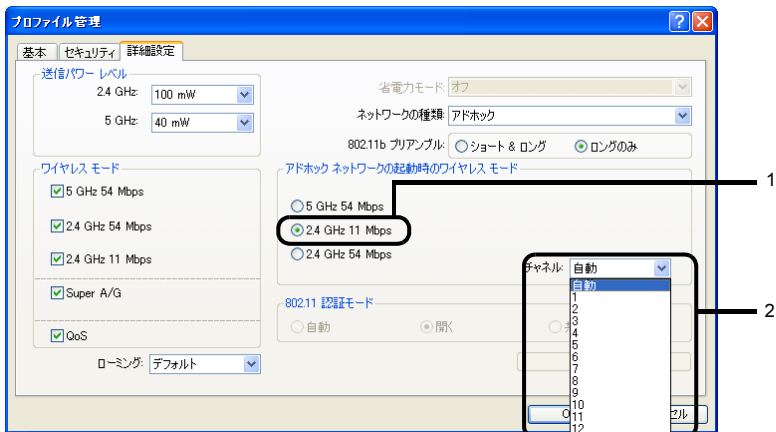 プロファイル管理
基本 セキュリティ 詳細設定
送信パワー レベル
2.4 GHz: 100 mW
5 GHz: 40 mW
省電力モード: オフ
ネットワークの種類: アドホック
802.11b プリアンブル: ショート & ロング ロングのみ
ワイヤレス モード
5 GHz 54 Mbps
2.4 GHz 54 Mbps
2.4 GHz 11 Mbps
Super A/G
QoS
ローミング: デフォルト
アドホック ネットワークの起動時のワイヤレス モード
5 GHz 54 Mbps
2.4 GHz 11 Mbps
2.4 GHz 54 Mbps
チャネル: 自動
自動
1
2
3
4
5
6
7
8
9
10
11
12
802.11 認証モード
自動 開く
1
2